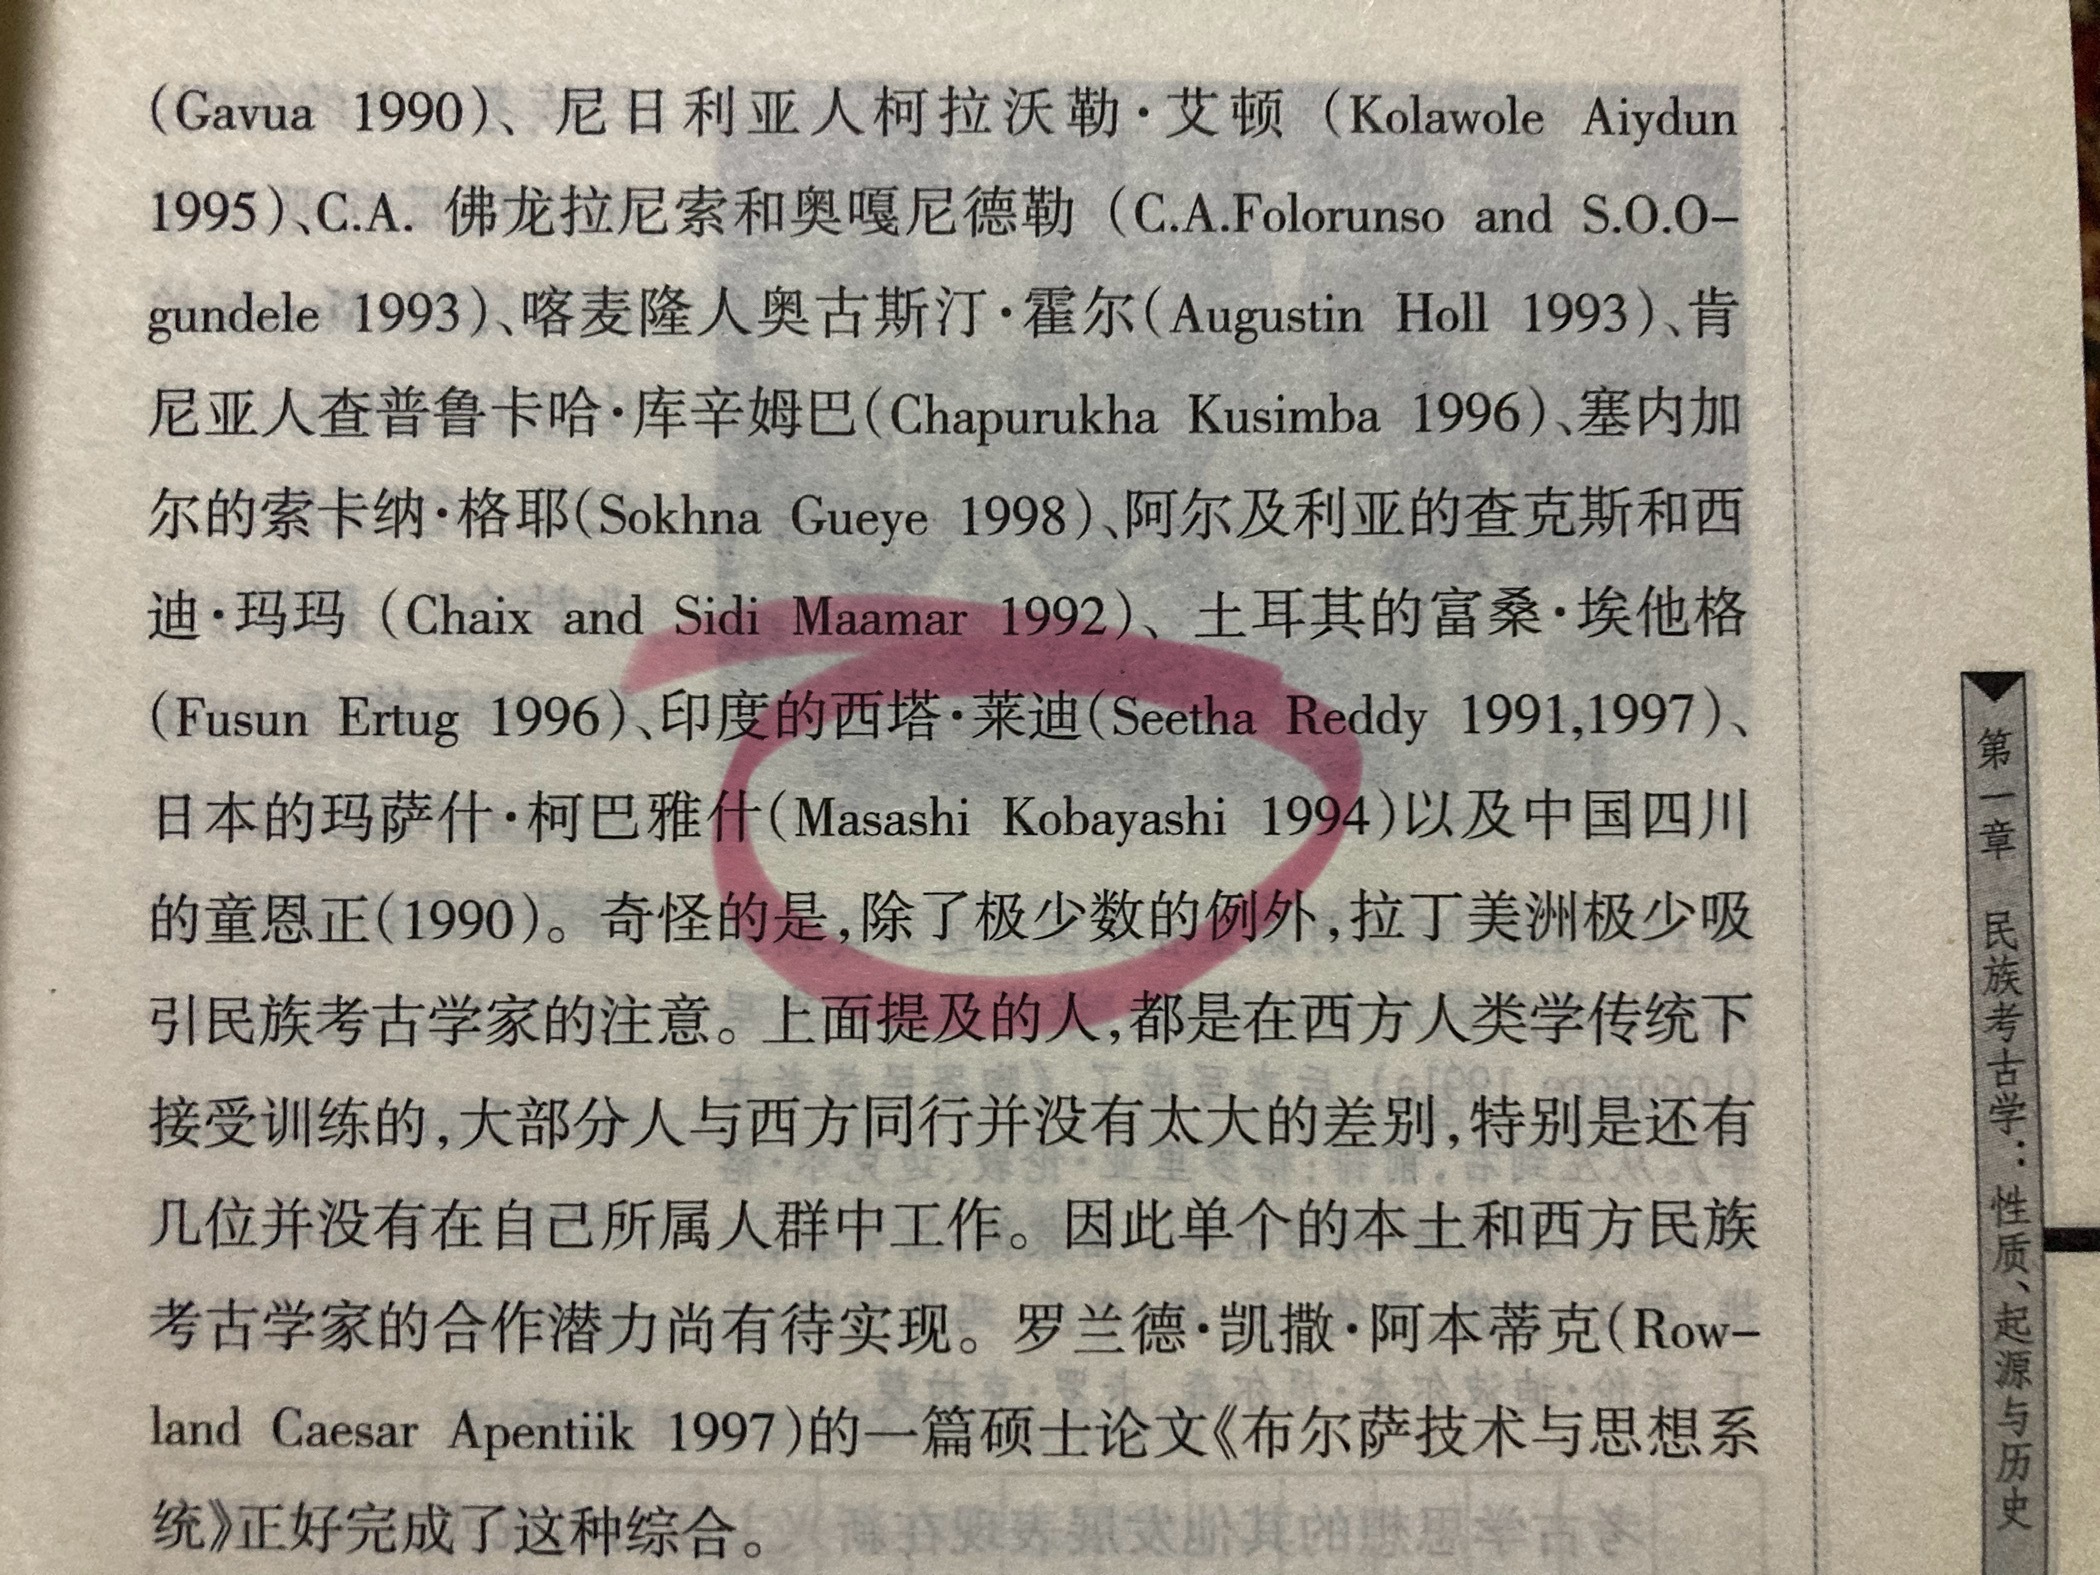 (Gavua 1990)、尼日利亚人柯拉沃勒·艾顿(Kolawole Aiydun
1995)、C.A. 佛龙拉尼索和奥嘎尼德勒 (C.A.Folorunso and S.O.O-
gundele 1993)、喀麦隆人奥古斯汀·霍尔(Augustin Holl 1993)、肯
尼亚人查普鲁卡哈·库辛姆巴(Chapurukha Kusimba 1996)、塞内加
尔的索卡纳·格耶(Sokhna Gueye 1998)、阿尔及利亚的查克斯和西
迪·玛玛 (Chaix and Sidi Maamar 1992)、土耳其的富桑·埃他格
(Fusun Ertug 1996)、印度的西塔·莱迪(Seetha Reddy 1991,1997)、
日本的玛萨什·柯巴雅什(Masashi Kobayashi 1994)以及中国四川
的童恩正(1990)。奇怪的是,除了极少数的例外,拉丁美洲极少吸
引民族考古学家的注意。上面提及的人,都是在西方人类学传统下
接受训练的,大部分人与西方同行并没有太大的差别,特别是还有
几位并没有在自己所属人群中工作。因此单个的本土和西方民族
考古学家的合作潜力尚有待实现。罗兰德·凯撒·阿本蒂克(Row-
land Caesar Apentiik 1997)的一篇硕士论文《布尔萨技术与思想系
统》正好完成了这种综合。
第一章 民族考古学：性质、起源与历史